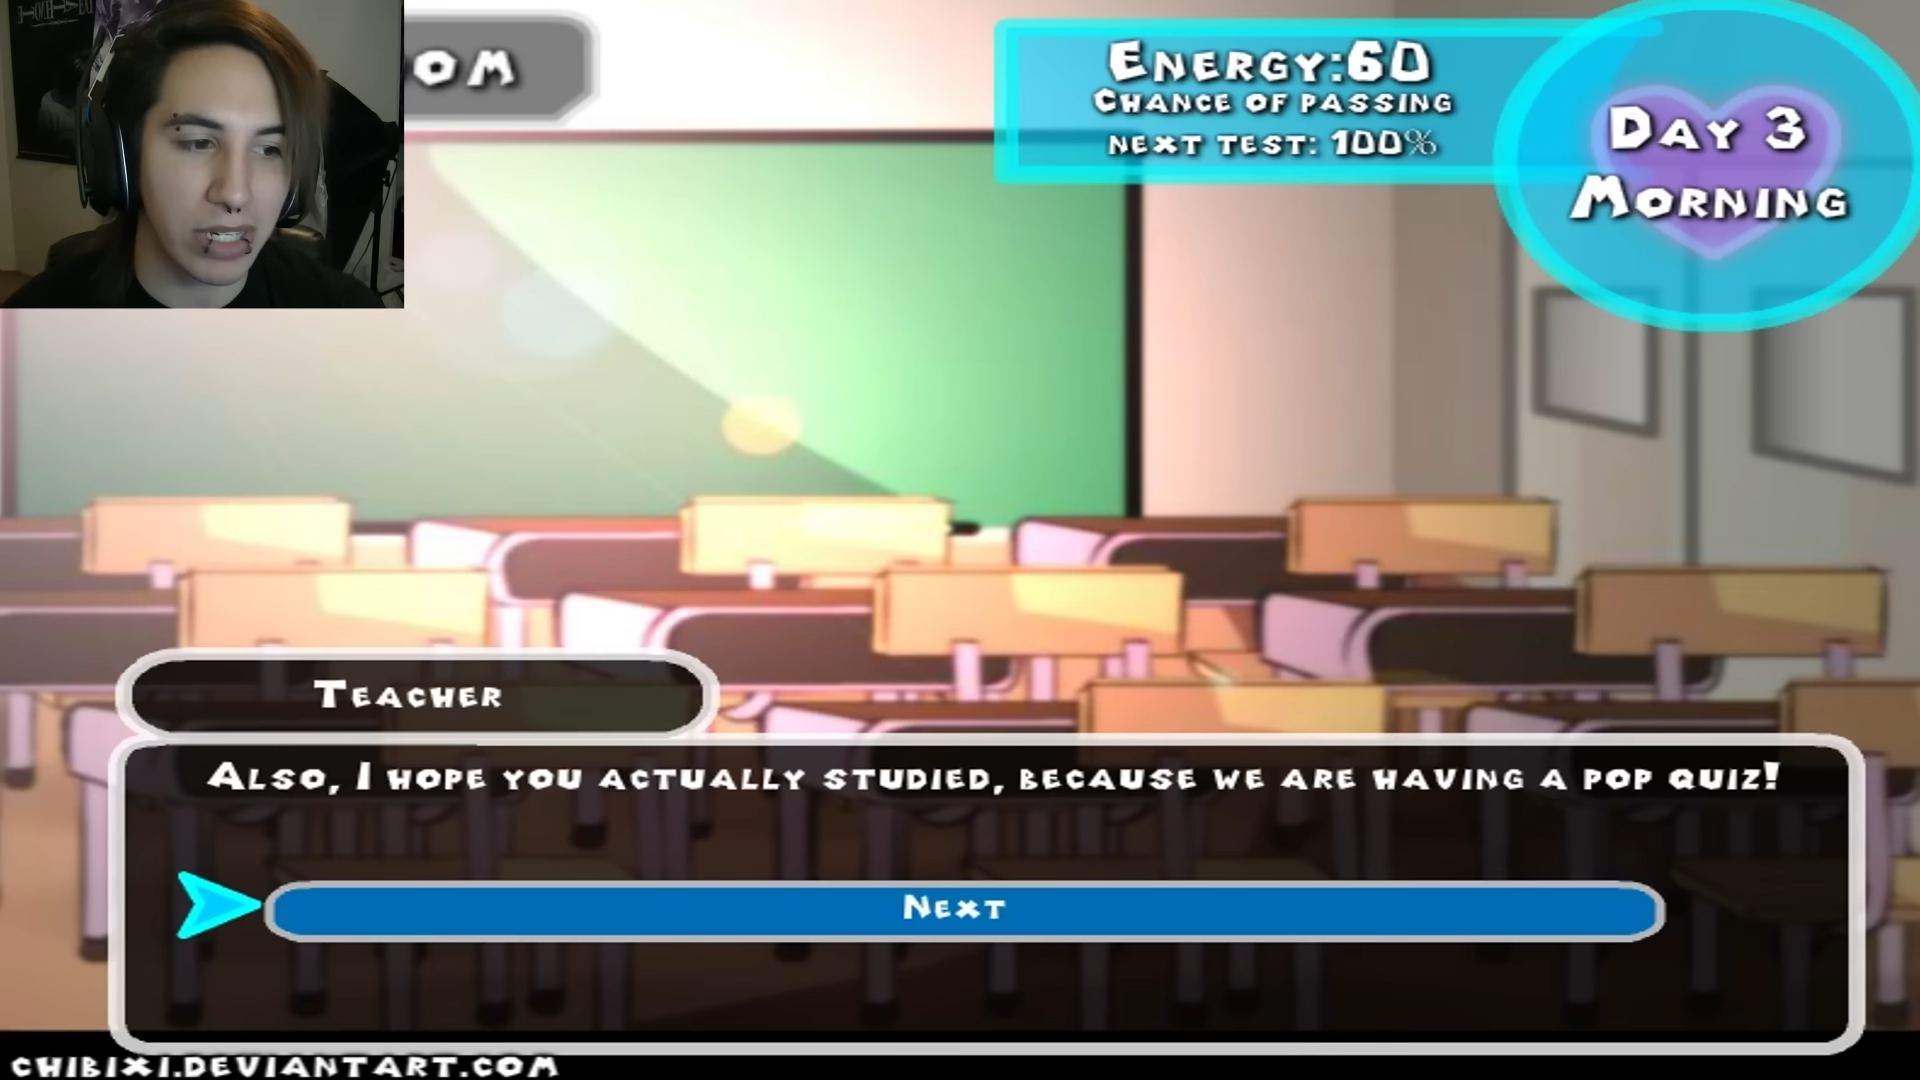 OM
Energy:60
Chance of passing
next test: 100%
Day 3
Morning
Teacher
Also, I hope you actually studied, because we are having a pop quiz!
Next
chibixi.deviantart.com